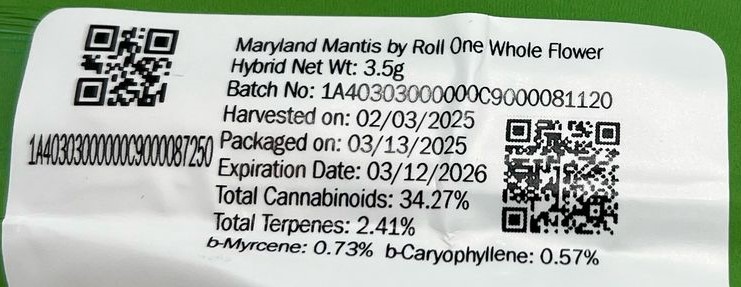 Maryland Mantis by Roll One Whole Flower
Hybrid Net Wt: 3.5g
Batch No: 1A40303000000C9000081120
Harvested on: 02/03/2025
1A40303000000C9000087250
Packaged on: 03/13/2025
Expiration Date: 03/12/2026
Total Cannabinoids: 34.27%
Total Terpenes: 2.41%
b-Myrcene: 0.73% b-Caryophyllene: 0.57%